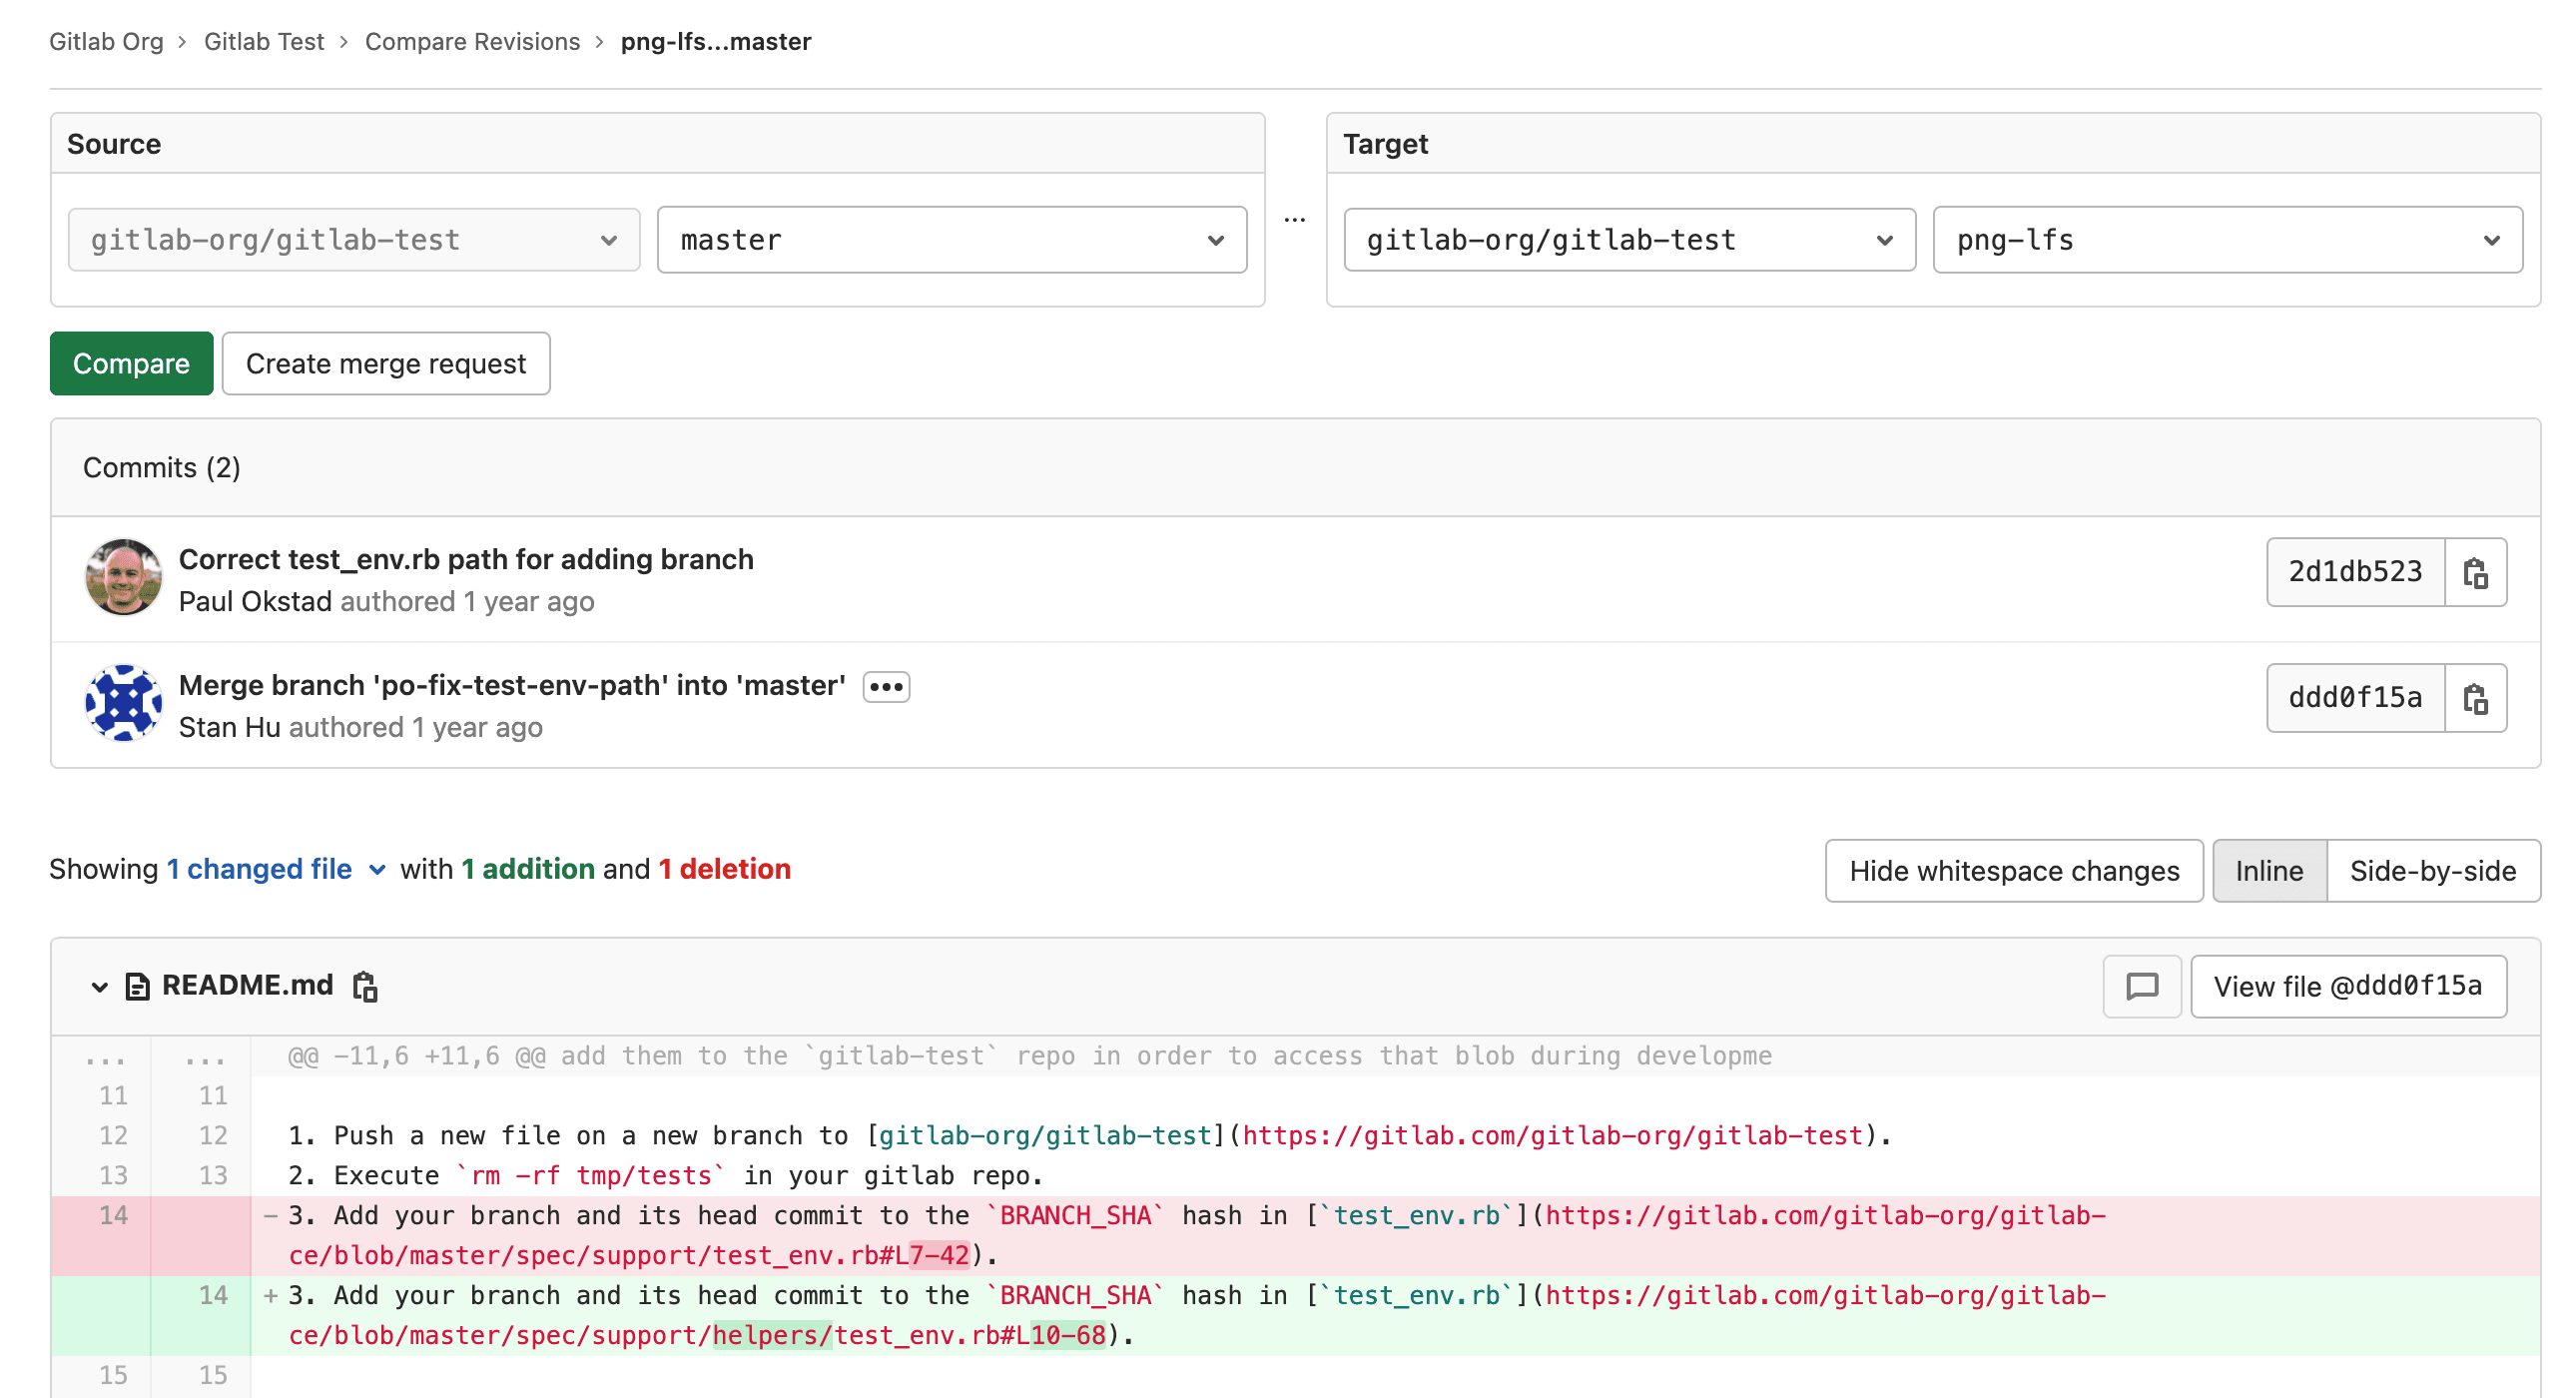 Gitlab Org > Gitlab Test > Compare Revisions > png-lfs...master
Source
Target
gitlab-org/gitlab-test
master
...
gitlab-org/gitlab-test
png-lfs
Compare
Create merge request
Commits (2)
Correct test_env.rb path for adding branch
2d1db523
Paul Okstad authored 1 year ago
Merge branch 'po-fix-test-env-path' into 'master'
ddd0f15a
Stan Hu authored 1 year ago
Showing 1 changed file with 1 addition and 1 deletion
Hide whitespace changes
Inline
Side-by-side
README.md
View file @ddd0f15a
... ... @@ -11,6 +11,6 @@ add them to the `gitlab-test` repo in order to access that blob during developme
11 11
12 12 1. Push a new file on a new branch to [gitlab-org/gitlab-test](https://gitlab.com/gitlab-org/gitlab-test).
13 13 2. Execute `rm -rf tmp/tests` in your gitlab repo.
14 - 3. Add your branch and its head commit to the `BRANCH_SHA` hash in [`test_env.rb`](https://gitlab.com/gitlab-org/gitlab-
ce/blob/master/spec/support/test_env.rb#L7-42).
14 + 3. Add your branch and its head commit to the `BRANCH_SHA` hash in [`test_env.rb`](https://gitlab.com/gitlab-org/gitlab-
ce/blob/master/spec/support/helpers/test_env.rb#L10-68).
15 15